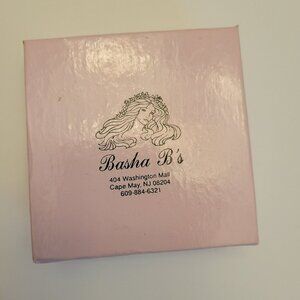 Basha B's
404 Washington Mall
Cape May, NJ 08204
609-884-6321